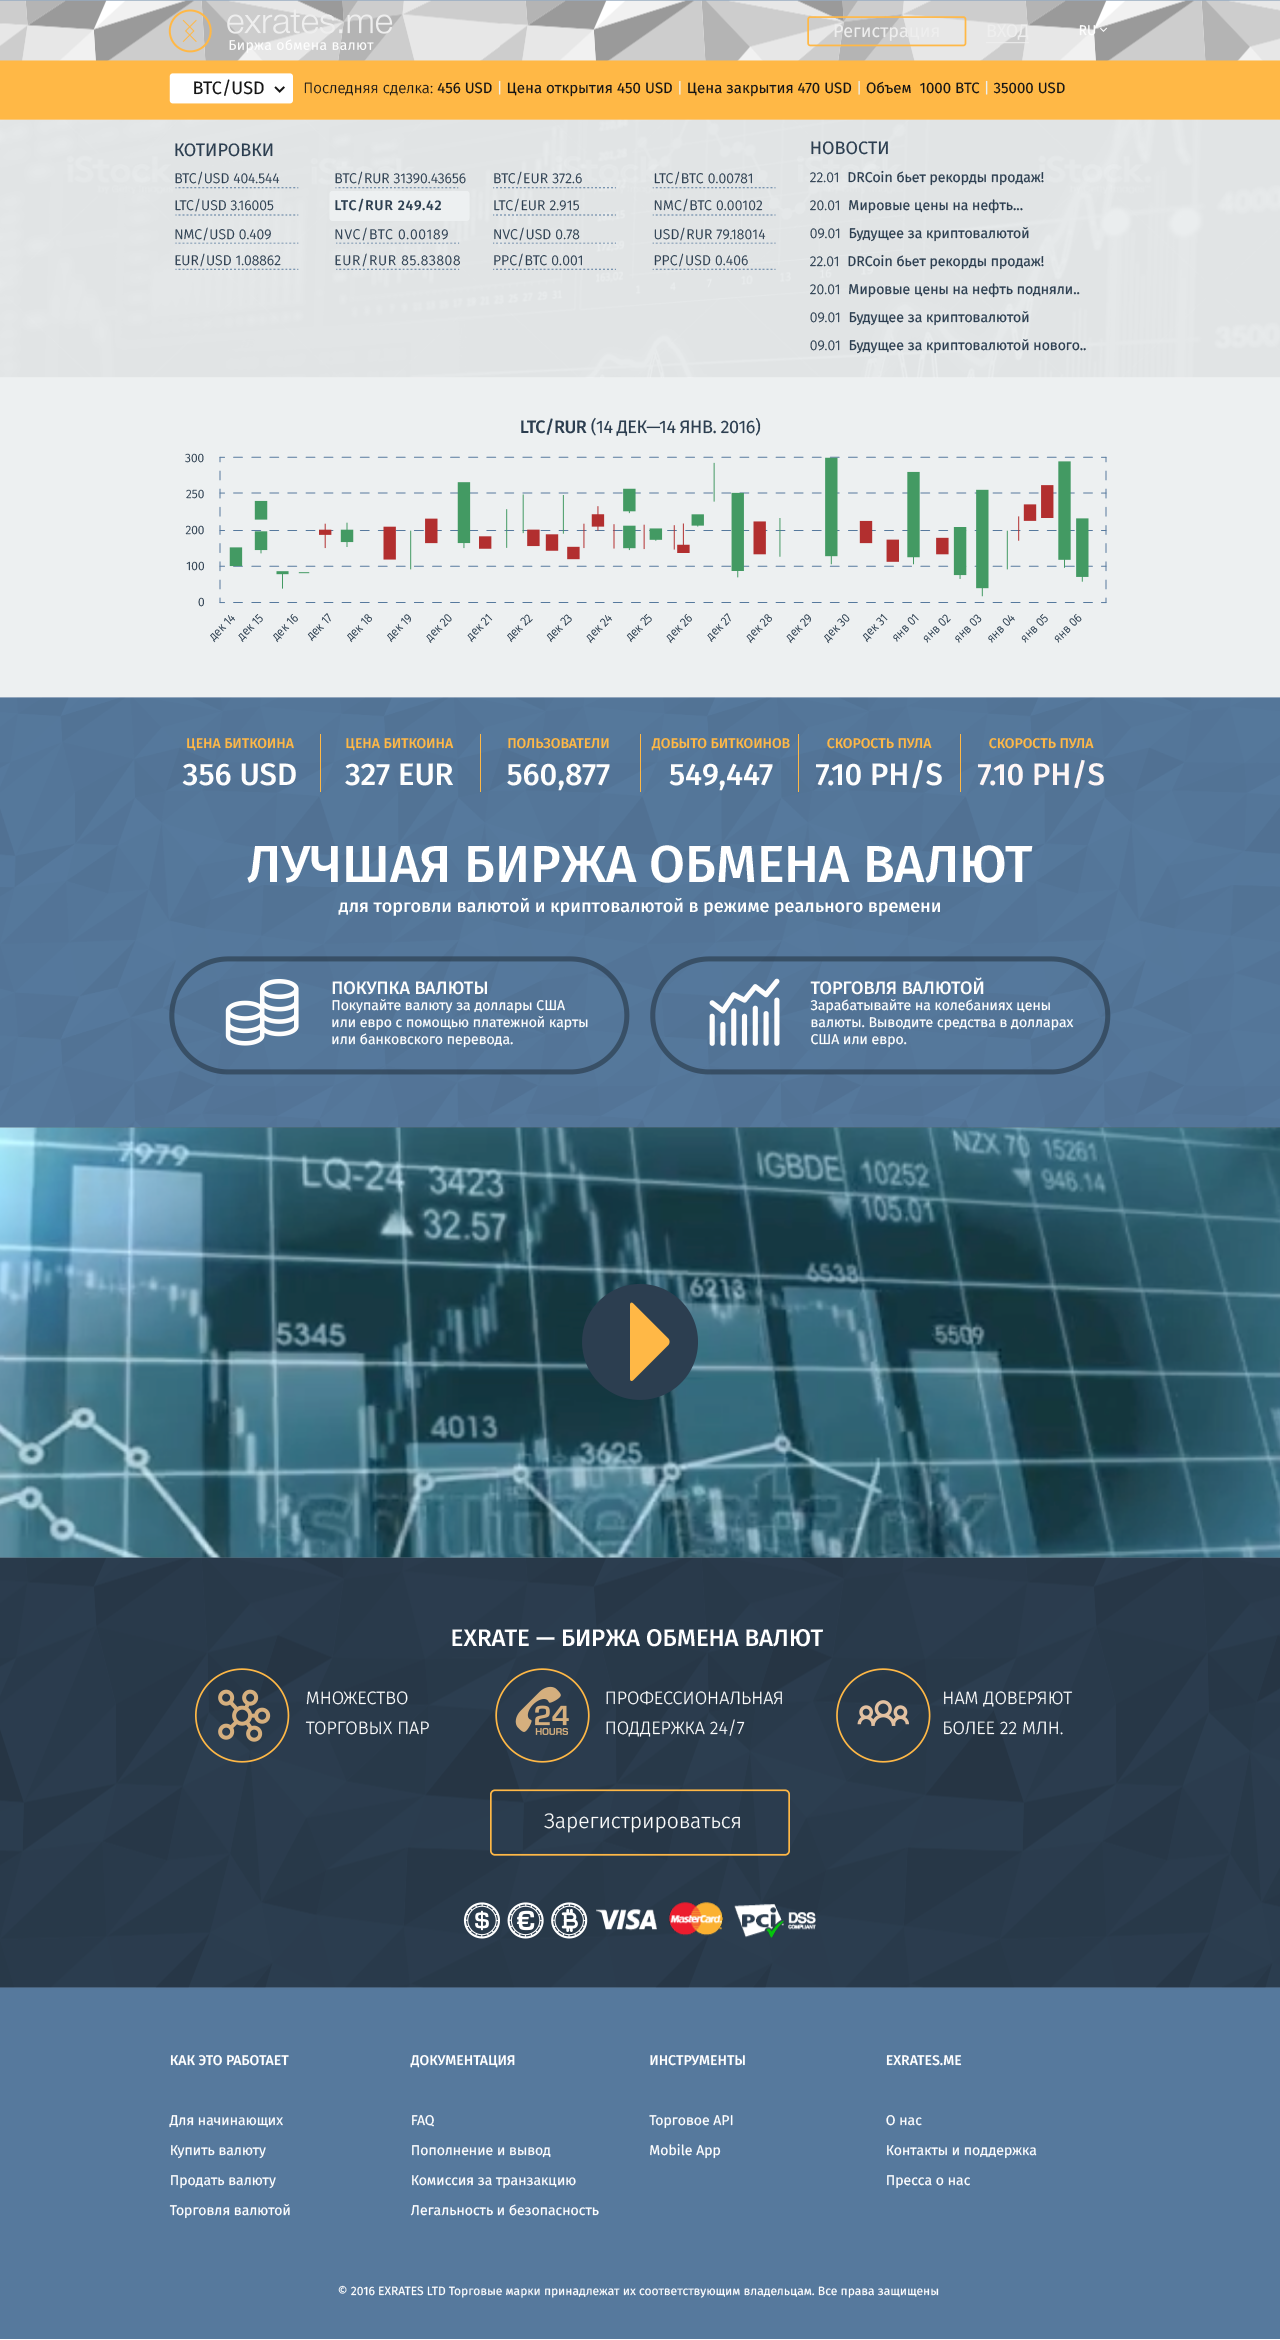 exrates.me
Биржа обмена валют
Регистрация
ВХОД
RU
BTC/USD
Последняя сделка: 456 USD | Цена открытия 450 USD | Цена закрытия 470 USD | Объем 1000 BTC | 35000 USD
КОТИРОВКИ
BTC/USD 404.544
BTC/RUR 31390.43656
BTC/EUR 372.6
LTC/BTC 0.00781
LTC/USD 3.16005
LTC/RUR 249.42
LTC/EUR 2.915
NMC/BTC 0.00102
NMC/USD 0.409
NVC/BTC 0.00189
NVC/USD 0.78
USD/RUR 79.18014
EUR/USD 1.08862
EUR/RUR 85.83808
PPC/BTC 0.001
PPC/USD 0.406
НОВОСТИ
22.01 DRCoin бьет рекорды продаж!
20.01 Мировые цены на нефть...
09.01 Будущее за криптовалютой
22.01 DRCoin бьет рекорды продаж!
20.01 Мировые цены на нефть подняли..
09.01 Будущее за криптовалютой
09.01 Будущее за криптовалютой нового..
iStock.
4000
3500
LTC/RUR (14 ДЕК—14 ЯНВ. 2016)
300
250
200
100
0
дек 14
дек 15
дек 16
дек 17
дек 18
дек 19
дек 20
дек 21
дек 22
дек 23
дек 24
дек 25
дек 26
дек 27
дек 28
дек 29
дек 30
дек 31
янв 01
янв 02
янв 03
янв 04
янв 05
янв 06
ЦЕНА БИТКОИНА
356 USD
ЦЕНА БИТКОИНА
327 EUR
ПОЛЬЗОВАТЕЛИ
560,877
ДОБЫТО БИТКОИНОВ
549,447
СКОРОСТЬ ПУЛА
7.10 PH/S
СКОРОСТЬ ПУЛА
7.10 PH/S
ЛУЧШАЯ БИРЖА ОБМЕНА ВАЛЮТ
для торговли валютой и криптовалютой в режиме реального времени
ПОКУПКА ВАЛЮТЫ
Покупайте валюту за доллары США
или евро с помощью платежной карты
или банковского перевода.
ТОРГОВЛЯ ВАЛЮТОЙ
Зарабатывайте на колебаниях цены
валюты. Выводите средства в долларах
США или евро.
7979
LQ-24 3423
32.57
IGBDE 10252
105.01
NZX 70 15261
946.14
6213
6538
5345
5509
4013
3625
shutterstock
EXRATE — БИРЖА ОБМЕНА ВАЛЮТ
МНОЖЕСТВО
ТОРГОВЫХ ПАР
24
HOURS
ПРОФЕССИОНАЛЬНАЯ
ПОДДЕРЖКА 24/7
НАМ ДОВЕРЯЮТ
БОЛЕЕ 22 МЛН.
Зарегистрироваться
VISA
MasterCard
PCi
DSS
COMPLIANT
КАК ЭТО РАБОТАЕТ
Для начинающих
Купить валюту
Продать валюту
Торговля валютой
ДОКУМЕНТАЦИЯ
FAQ
Пополнение и вывод
Комиссия за транзакцию
Легальность и безопасность
ИНСТРУМЕНТЫ
Торговое API
Mobile App
EXRATES.ME
О нас
Контакты и поддержка
Пресса о нас
© 2016 EXRATES LTD Торговые марки принадлежат их соответствующим владельцам. Все права защищены